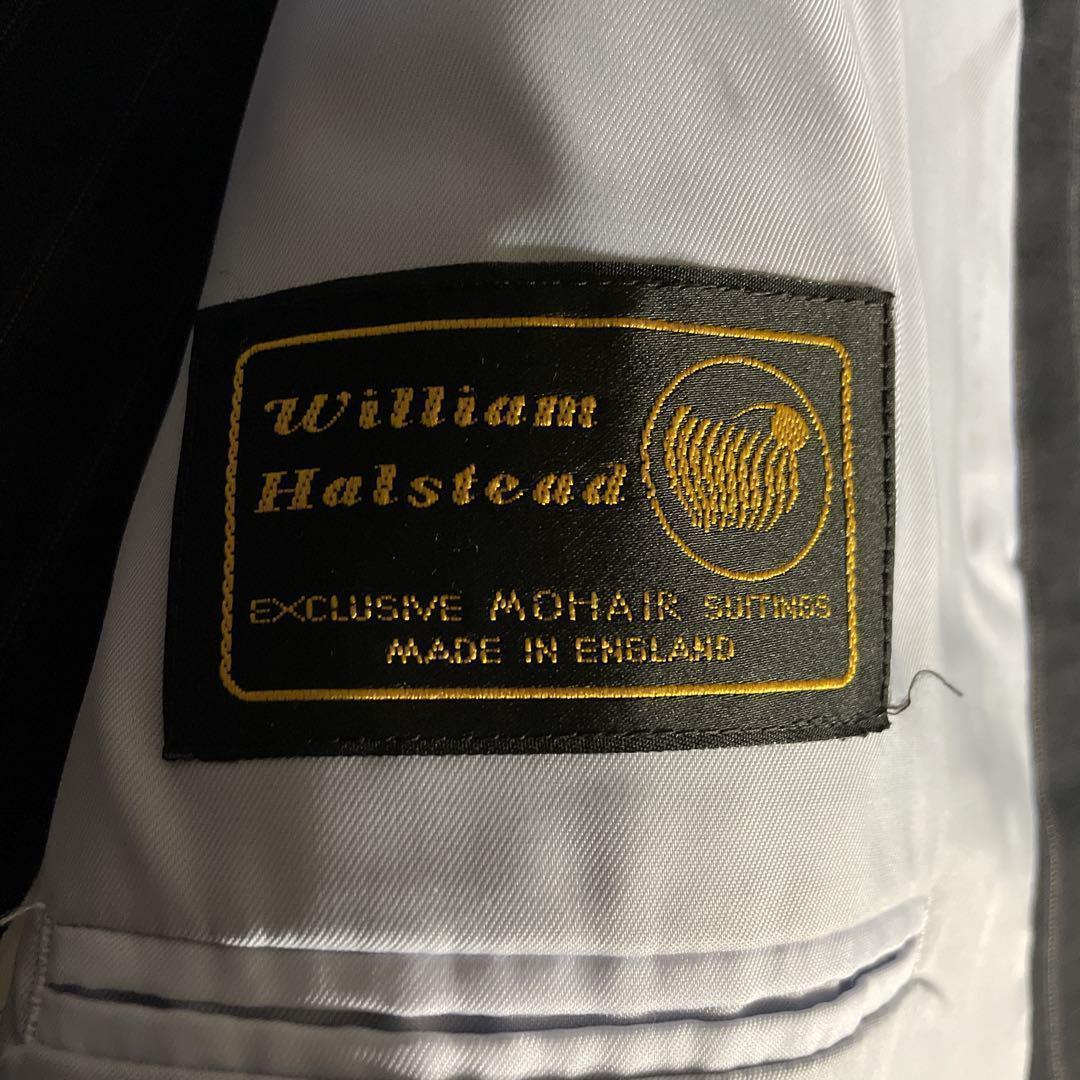 William
Halstead
EXCLUSIVE MOHAIR SUITINGS
MADE IN ENGLAND